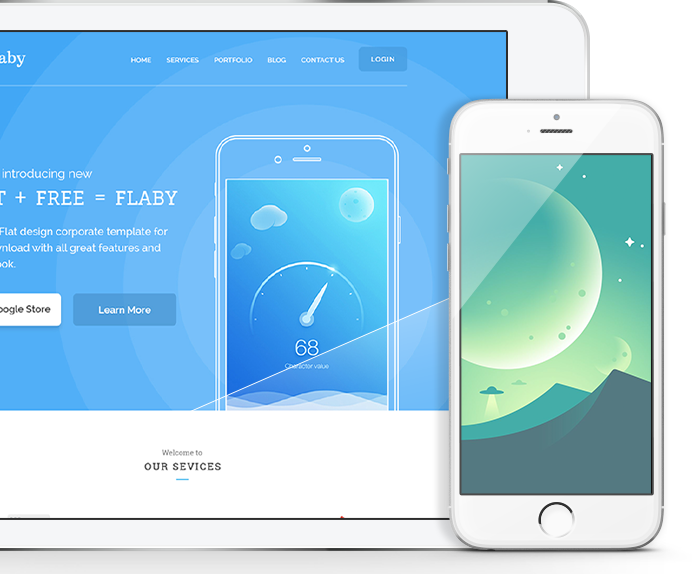 aby
HOME SERVICES PORTFOLIO BLOG CONTACT US LOGIN
introducing new
T + FREE = FLABY
Flat design corporate template for
wnload with all great features and
ook.
oogle Store
Learn More
68
Character value
Welcome to
OUR SEVICES